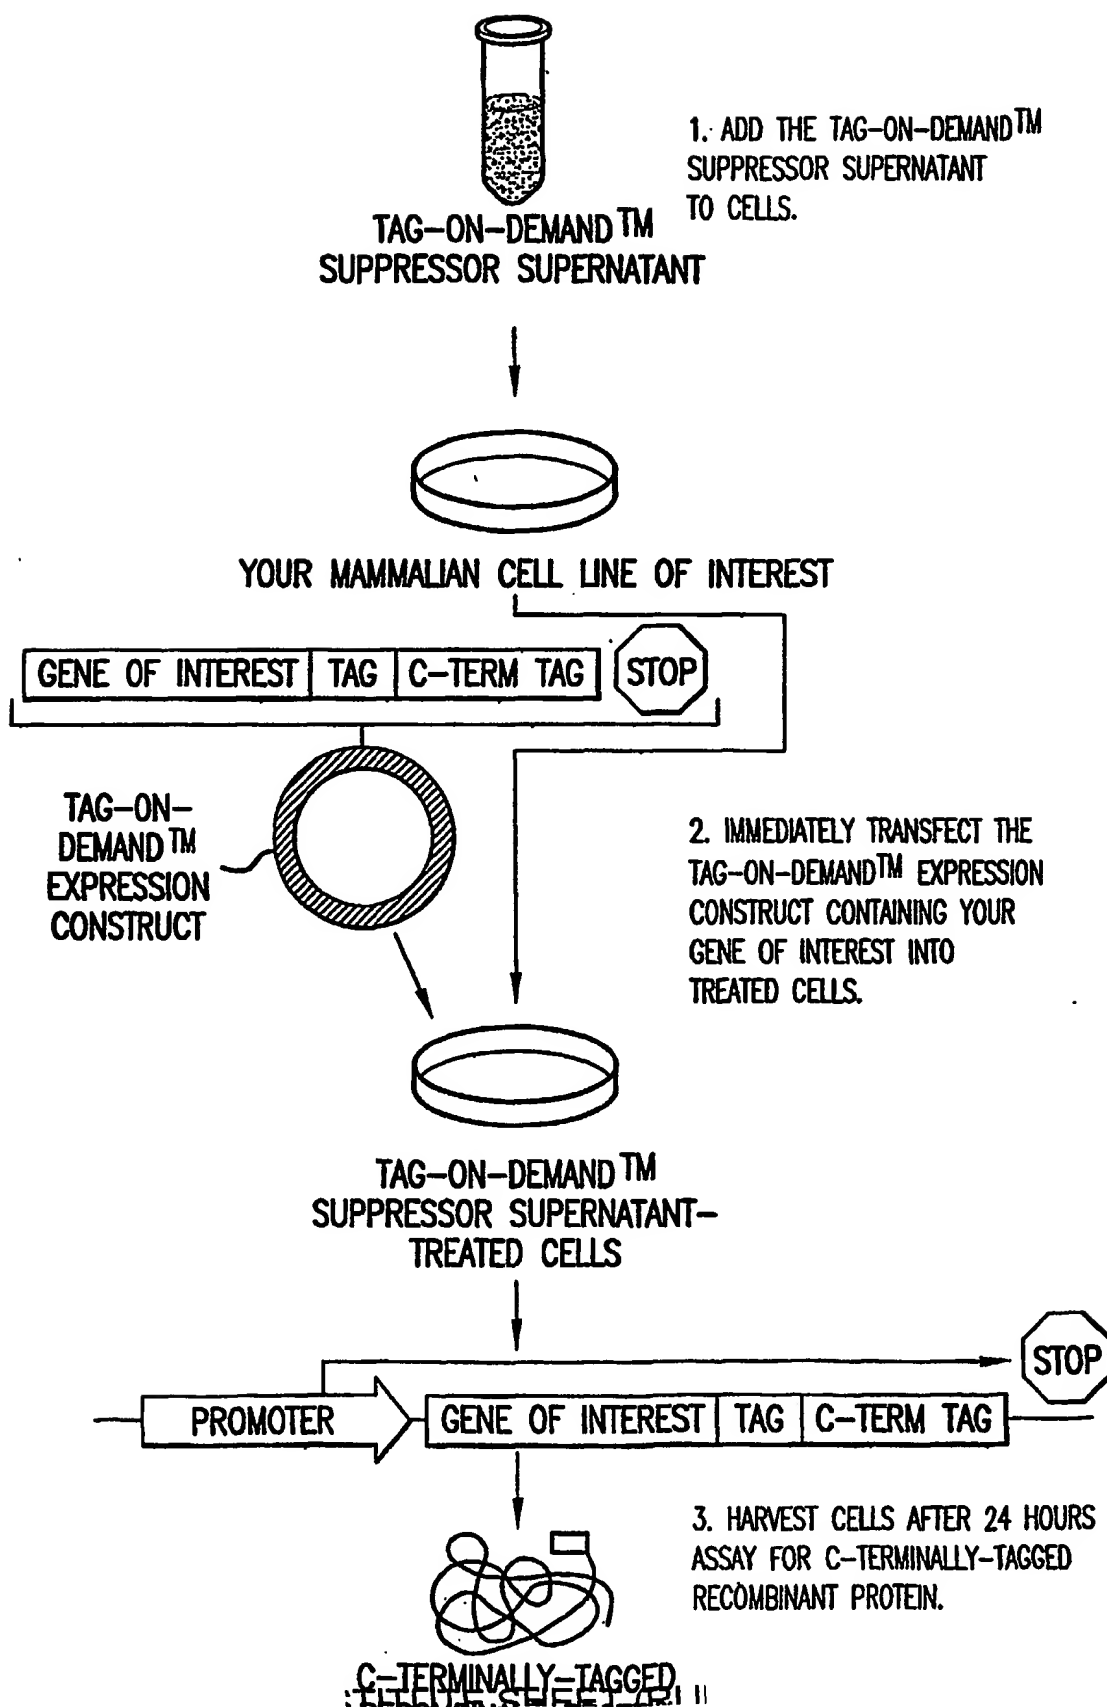 1. ADD THE TAG-ON-DEMAND™
SUPPRESSOR SUPERNATANT
TO CELLS.
TAG-ON-DEMAND™
SUPPRESSOR SUPERNATANT
YOUR MAMMALIAN CELL LINE OF INTEREST
GENE OF INTEREST TAG C-TERM TAG STOP
TAG-ON-
DEMAND™
EXPRESSION
CONSTRUCT
2. IMMEDIATELY TRANSFECT THE
TAG-ON-DEMAND™ EXPRESSION
CONSTRUCT CONTAINING YOUR
GENE OF INTEREST INTO
TREATED CELLS.
TAG-ON-DEMAND™
SUPPRESSOR SUPERNATANT-
TREATED CELLS
STOP
PROMOTER GENE OF INTEREST TAG C-TERM TAG
3. HARVEST CELLS AFTER 24 HOURS
ASSAY FOR C-TERMINALLY-TAGGED
RECOMBINANT PROTEIN.
C-TERMINALLY-TAGGED